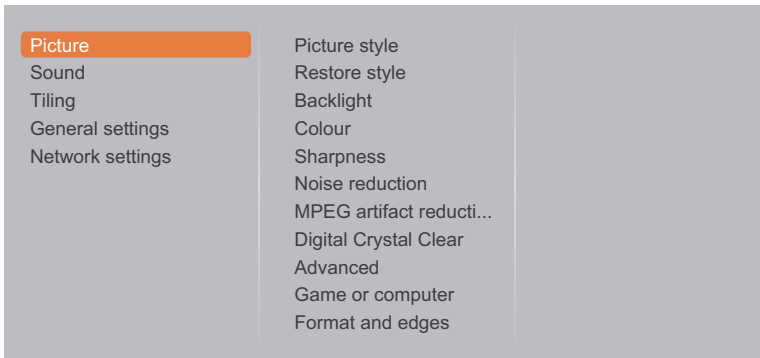 Picture
Sound
Tiling
General settings
Network settings
Picture style
Restore style
Backlight
Colour
Sharpness
Noise reduction
MPEG artifact reducti...
Digital Crystal Clear
Advanced
Game or computer
Format and edges